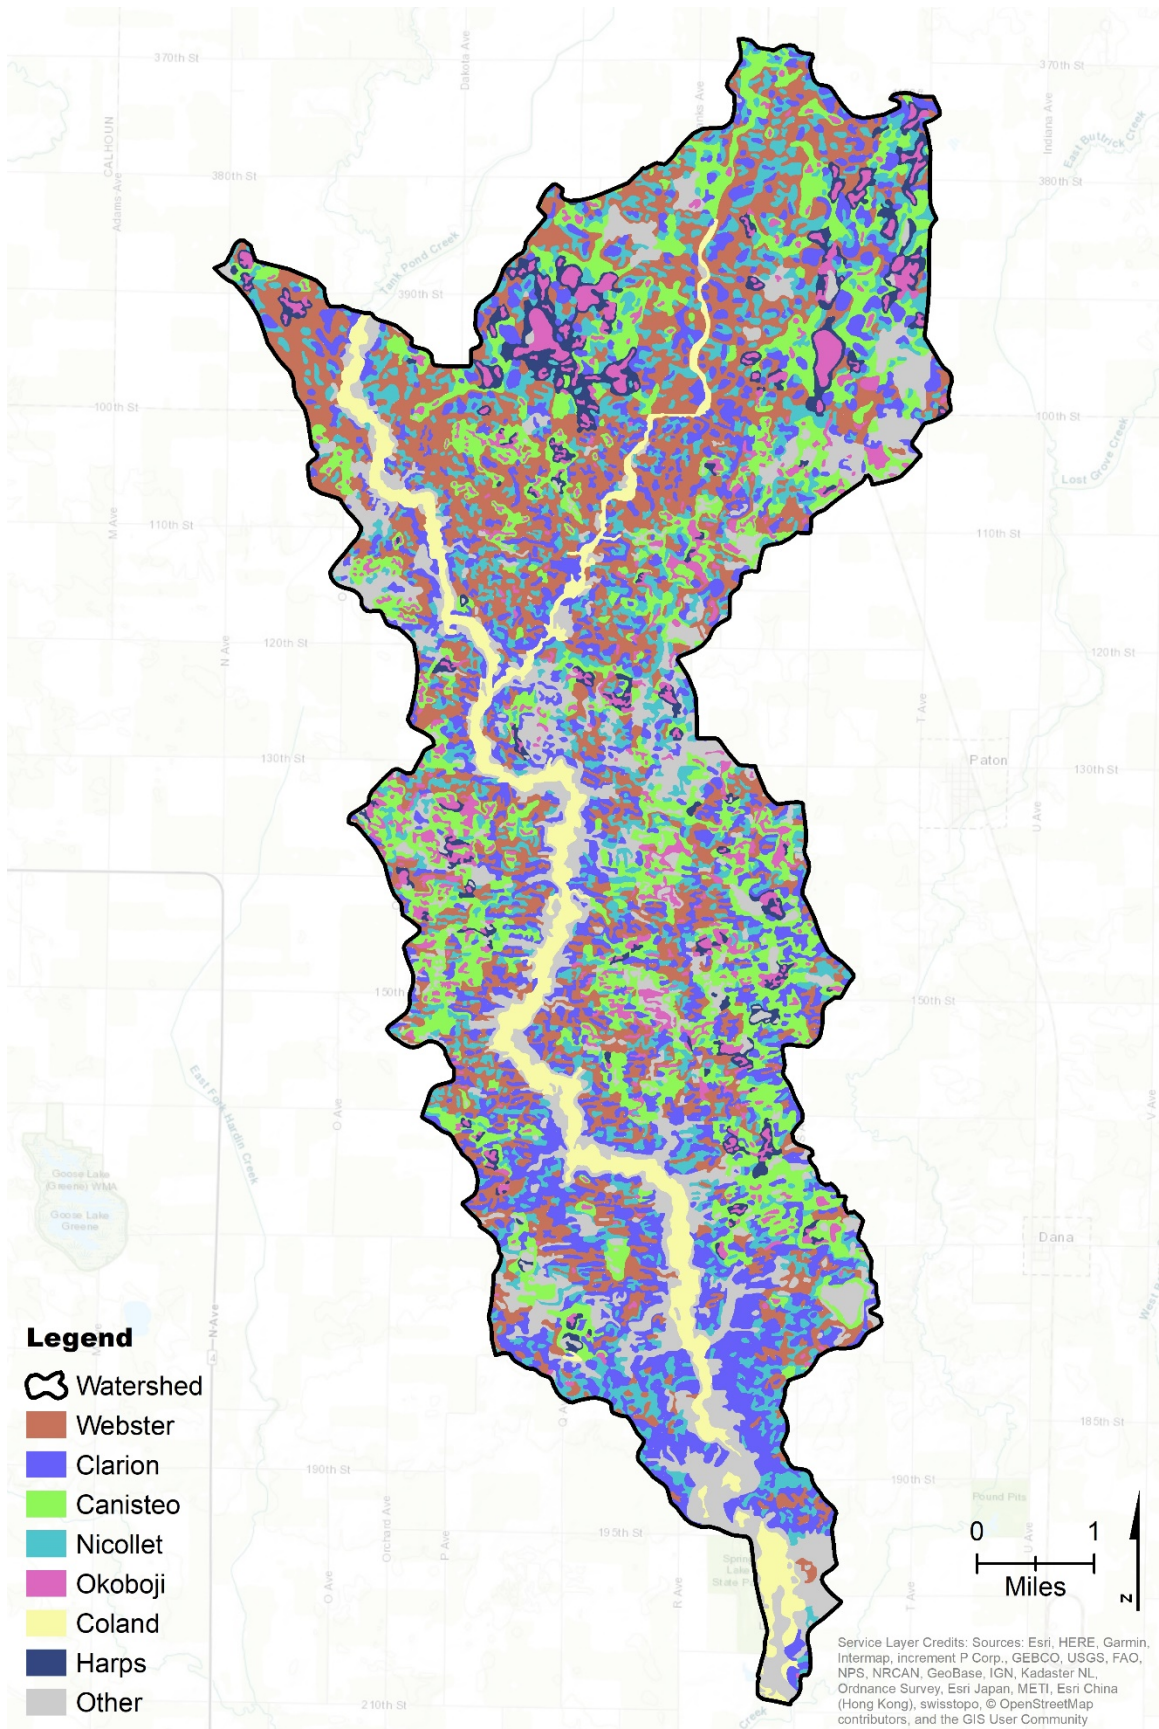 370th St
Dakota Ave
370th St
Indiana Ave
East Buttrick Creek
CALHOUN
Adams Ave
380th St
380th St
Tank Pond Creek
390th St
100th St
100th St
Lost Grove Creek
M Ave
110th St
110th St
N Ave
120th St
120th St
T Ave
130th St
Paton
130th St
U Ave
150th
150th St
East Fork Hardin Creek
O Ave
V Ave
Goose Lake
(Greene) WMA
Goose Lake
Greene
Dana
N Ave
Legend
Watershed
Webster
Clarion
Canisteo
Nicollet
Okoboji
Coland
Harps
Other
185th St
190th St
190th St
Pound Pits
Orchard Ave
P Ave
195th St
U Ave
O Ave
R Ave
T Ave
0 1
Miles
N
210th St
Creek
Service Layer Credits: Sources: Esri, HERE, Garmin,
Intermap, increment P Corp., GEBCO, USGS, FAO,
NPS, NRCAN, GeoBase, IGN, Kadaster NL,
Ordnance Survey, Esri Japan, METI, Esri China
(Hong Kong), swisstopo, © OpenStreetMap
contributors, and the GIS User Community